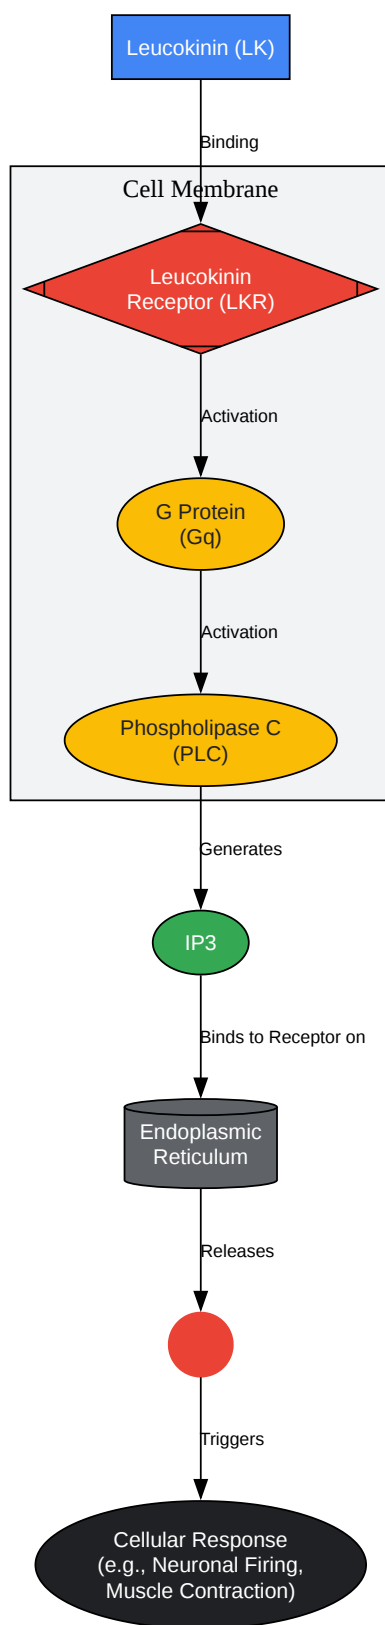 Leucokinin (LK)
Binding
Cell Membrane
Leucokinin
Receptor (LKR)
Activation
G Protein
(Gq)
Activation
Phospholipase C
(PLC)
Generates
IP3
Binds to Receptor on
Endoplasmic
Reticulum
Releases
Triggers
Cellular Response
(e.g., Neuronal Firing,
Muscle Contraction)